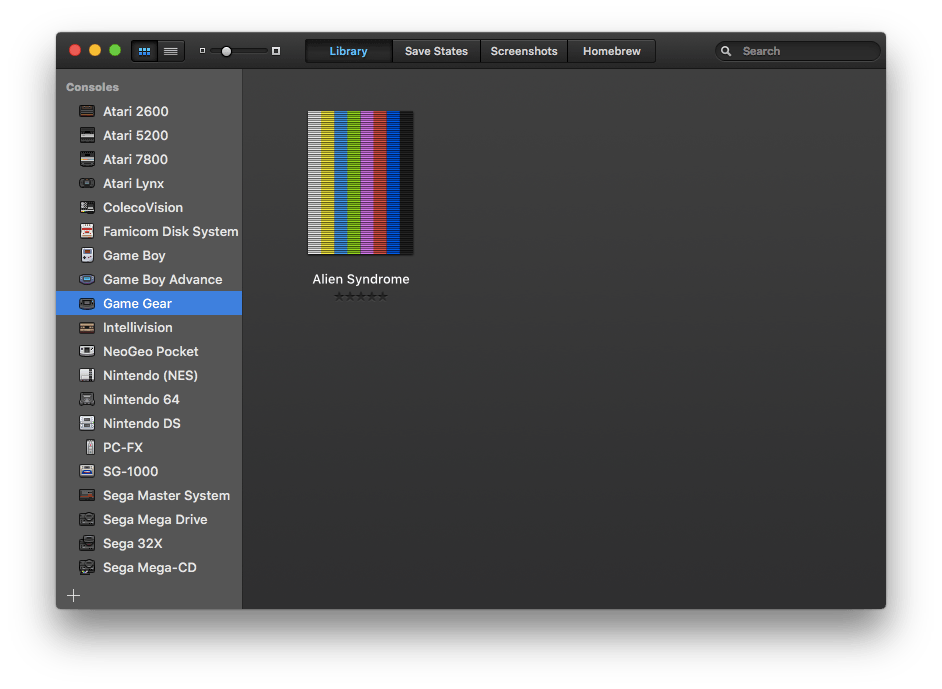 Library
Save States
Screenshots
Homebrew
Search
Consoles
Atari 2600
Atari 5200
Atari 7800
Atari Lynx
ColecoVision
Famicom Disk System
Game Boy
Game Boy Advance
Game Gear
Intellivision
NeoGeo Pocket
Nintendo (NES)
Nintendo 64
Nintendo DS
PC-FX
SG-1000
Sega Master System
Sega Mega Drive
Sega 32X
Sega Mega-CD
Alien Syndrome